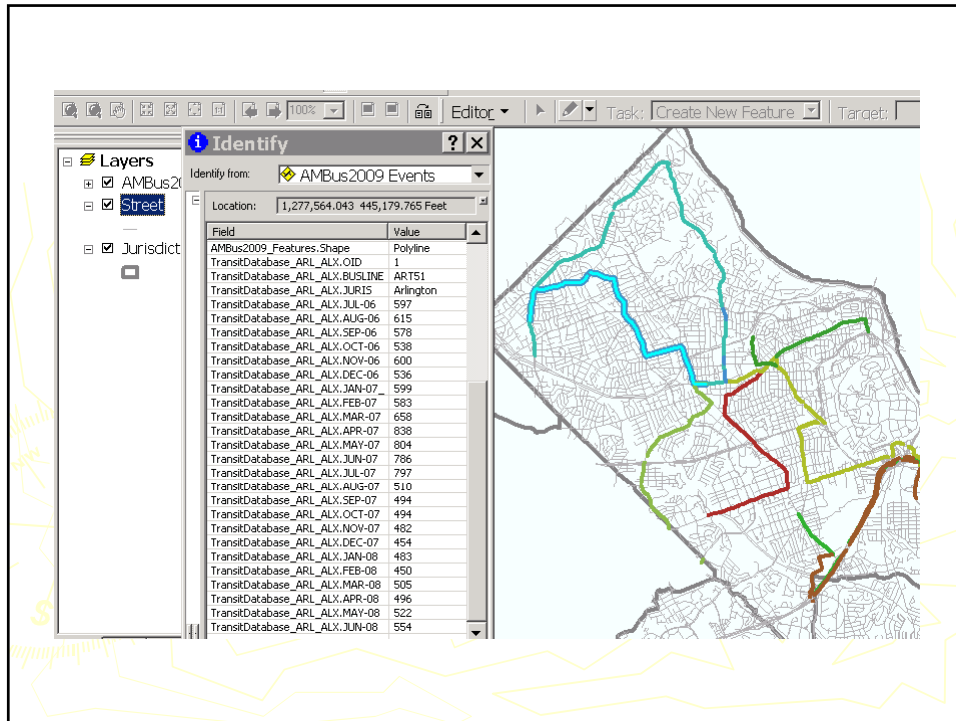 100% Editor Task: Create New Feature Target:
Identify
Layers
AMBus20
Street
Jurisdict
Identify from: AMBus2009 Events
Location: 1,277,564.043 445,179.765 Feet
Field Value
AMBus2009_Features.Shape Polyline
TransitDatabase_ARL_ALX.OID 1
TransitDatabase_ARL_ALX.BUSLINE ART51
TransitDatabase_ARL_ALX.JURIS Arlington
TransitDatabase_ARL_ALX.JUL-06 597
TransitDatabase_ARL_ALX.AUG-06 615
TransitDatabase_ARL_ALX.SEP-06 578
TransitDatabase_ARL_ALX.OCT-06 538
TransitDatabase_ARL_ALX.NOV-06 600
TransitDatabase_ARL_ALX.DEC-06 536
TransitDatabase_ARL_ALX.JAN-07_ 599
TransitDatabase_ARL_ALX.FEB-07 583
TransitDatabase_ARL_ALX.MAR-07 658
TransitDatabase_ARL_ALX.APR-07 838
TransitDatabase_ARL_ALX.MAY-07 804
TransitDatabase_ARL_ALX.JUN-07 786
TransitDatabase_ARL_ALX.JUL-07 797
TransitDatabase_ARL_ALX.AUG-07 510
TransitDatabase_ARL_ALX.SEP-07 494
TransitDatabase_ARL_ALX.OCT-07 494
TransitDatabase_ARL_ALX.NOV-07 482
TransitDatabase_ARL_ALX.DEC-07 454
TransitDatabase_ARL_ALX.JAN-08 483
TransitDatabase_ARL_ALX.FEB-08 450
TransitDatabase_ARL_ALX.MAR-08 505
TransitDatabase_ARL_ALX.APR-08 496
TransitDatabase_ARL_ALX.MAY-08 522
TransitDatabase_ARL_ALX.JUN-08 554